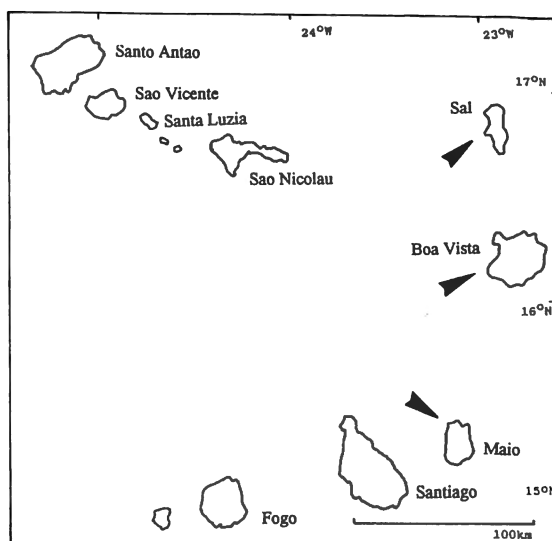 24°W
23°W
Santo Antao
17°N
Sao Vicente
Sal
Santa Luzia
Sao Nicolau
Boa Vista
16°N
Maio
Santiago
15°N
Fogo
100km